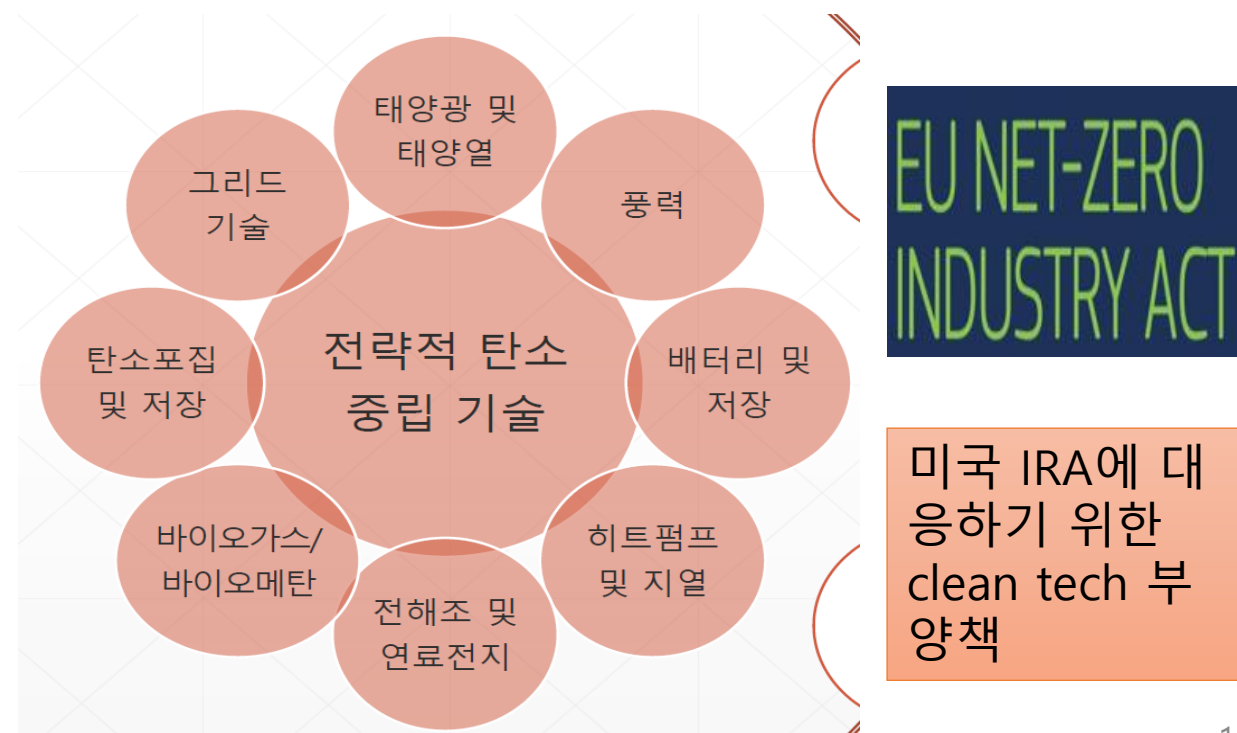 태양광 및
태양열
풍력
배터리 및
저장
히트펌프
및 지열
전해조 및
연료전지
바이오가스/
바이오메탄
탄소포집
및 저장
그리드
기술
전략적 탄소
중립 기술
EU NET-ZERO
INDUSTRY ACT
미국 IRA에 대
응하기 위한
clean tech 부
양책